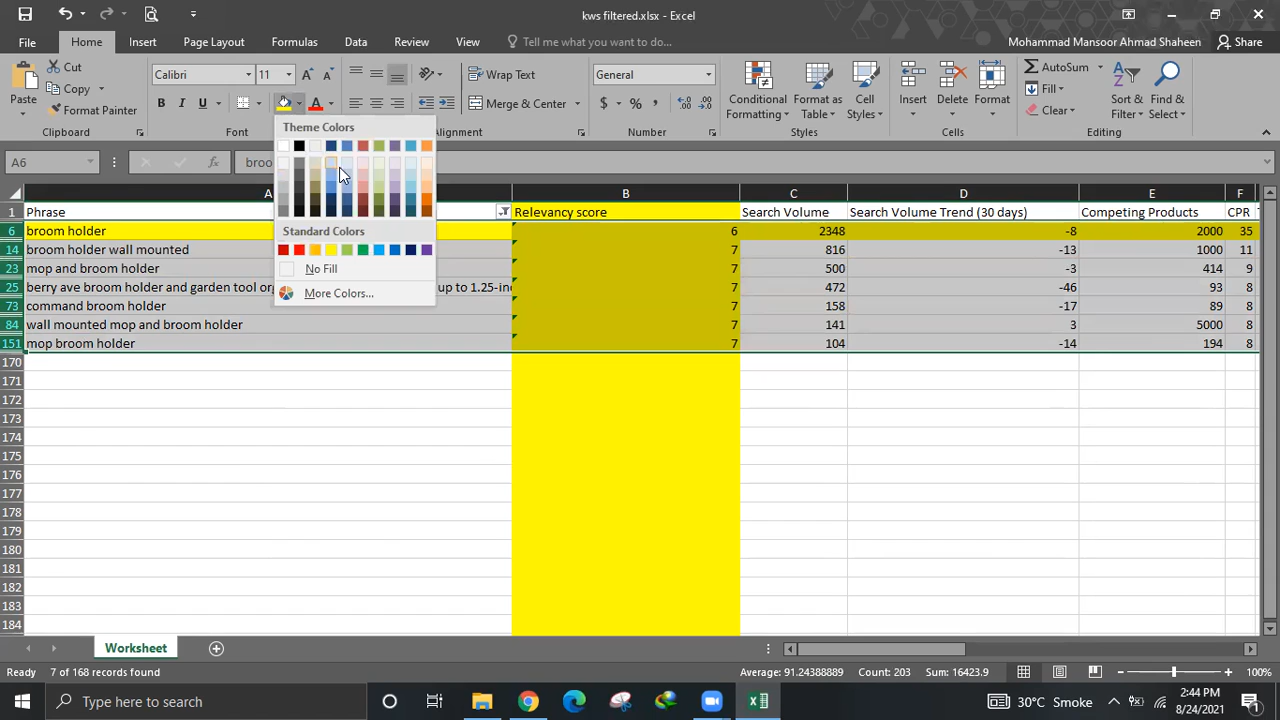 kws filtered.xlsx - Excel
File Home Insert Page Layout Formulas Data Review View Tell me what you want to do... Mohammad Mansoor Ahmad Shaheen Share
Paste Cut Copy Format Painter Clipboard
Calibri 11 B I U Font
Wrap Text Merge & Center Alignment
General $ % , Number
Conditional Formatting Format as Table Cell Styles Styles
Insert Delete Format Cells
AutoSum Fill Clear Sort & Filter Find & Select Editing
Theme Colors
Standard Colors
No Fill
More Colors...
A6 fx broo
A B C D E F
1 Phrase Relevancy score Search Volume Search Volume Trend (30 days) Competing Products CPR
6 broom holder 6 2348 -8 2000 35
14 broom holder wall mounted 7 816 -13 1000 11
23 mop and broom holder 7 500 -3 414 9
25 berry ave broom holder and garden tool org up to 1.25-in 7 472 -46 93 8
73 command broom holder 7 158 -17 89 8
84 wall mounted mop and broom holder 7 141 3 5000 8
151 mop broom holder 7 104 -14 194 8
170
171
172
173
174
175
176
177
178
179
180
181
182
183
184
Worksheet
Ready 7 of 168 records found Average: 91.24388889 Count: 203 Sum: 16423.9 100%
Type here to search 30°C Smoke 2:44 PM
8/24/2021